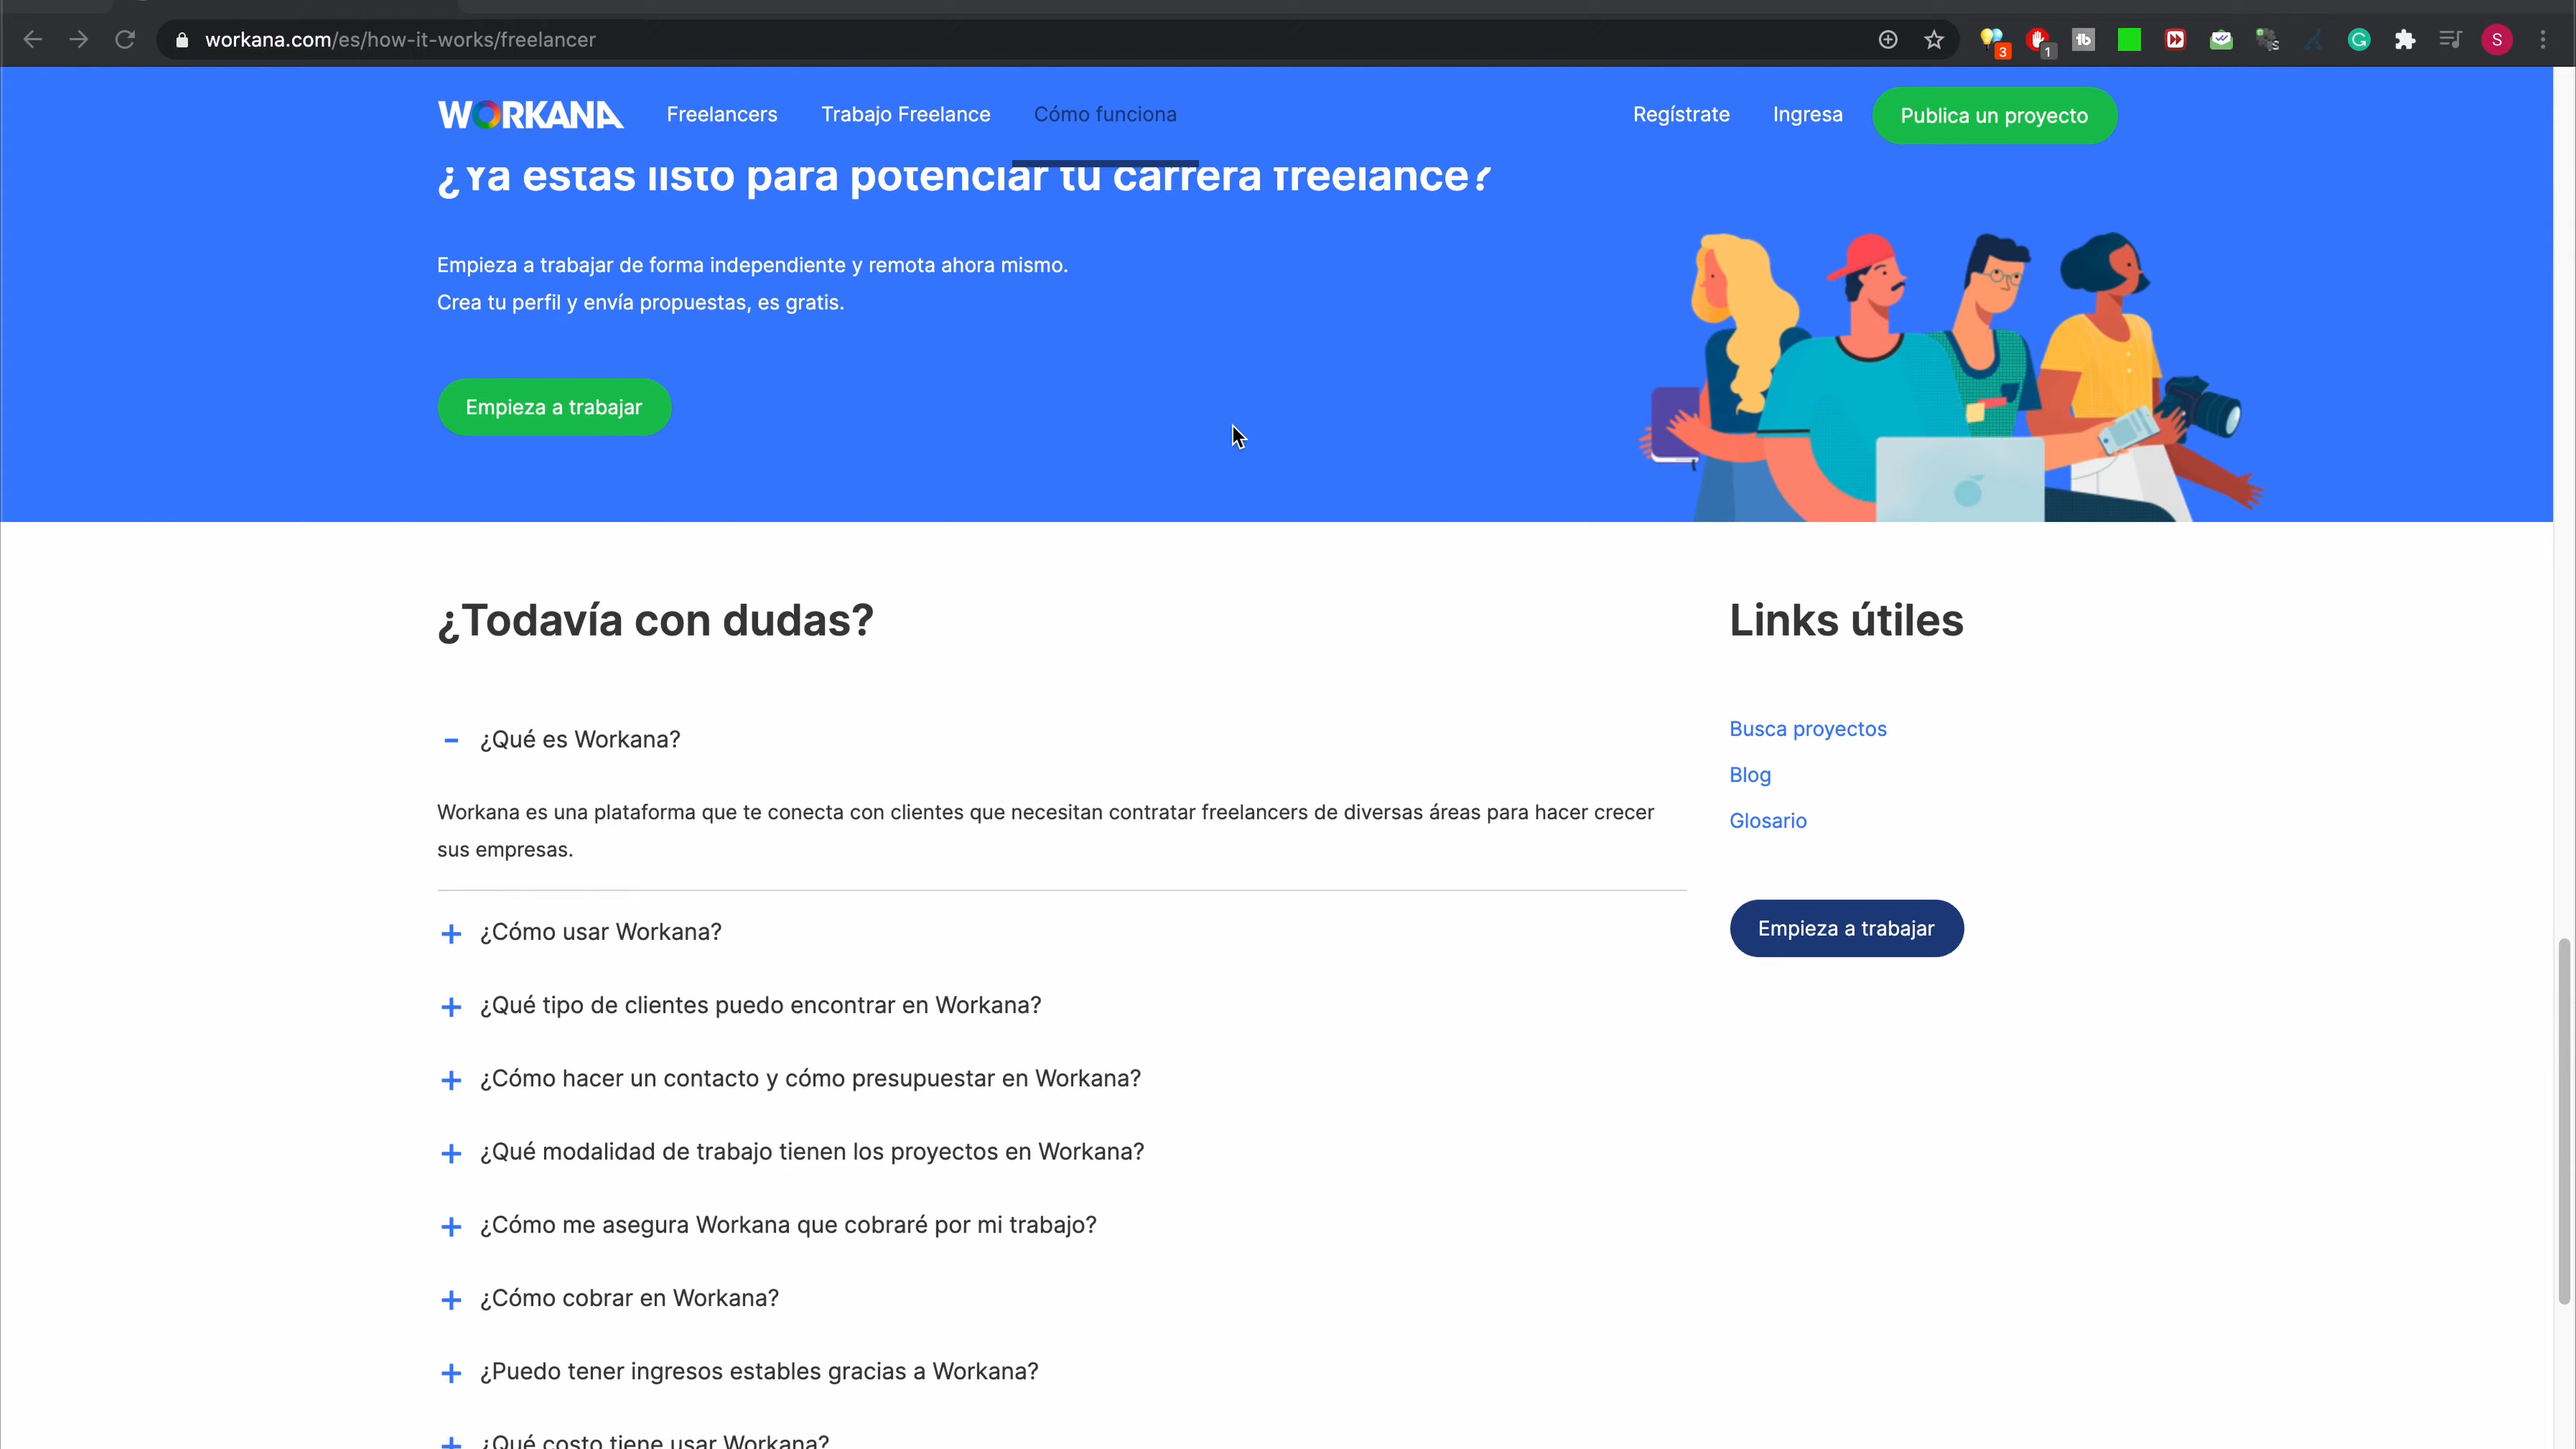 workana.com/es/how-it-works/freelancer
3
1
S
WORKANA
Freelancers
Trabajo Freelance
Cómo funciona
Regístrate
Ingresa
Publica un proyecto
¿Ya estás listo para potenciar tu carrera freelance?
Empieza a trabajar de forma independiente y remota ahora mismo.
Crea tu perfil y envía propuestas, es gratis.
Empieza a trabajar
¿Todavía con dudas?
¿Qué es Workana?
Workana es una plataforma que te conecta con clientes que necesitan contratar freelancers de diversas áreas para hacer crecer
sus empresas.
¿Cómo usar Workana?
¿Qué tipo de clientes puedo encontrar en Workana?
¿Cómo hacer un contacto y cómo presupuestar en Workana?
¿Qué modalidad de trabajo tienen los proyectos en Workana?
¿Cómo me asegura Workana que cobraré por mi trabajo?
¿Cómo cobrar en Workana?
¿Puedo tener ingresos estables gracias a Workana?
¿Qué costo tiene usar Workana?
Links útiles
Busca proyectos
Blog
Glosario
Empieza a trabajar